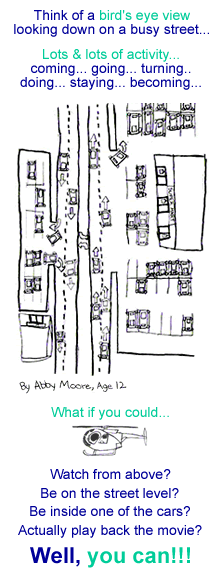 Think of a bird's eye view
looking down on a busy street...
Lots & lots of activity...
coming... going... turning..
doing... staying... becoming...
By Abby Moore, Age 12
What if you could...
Watch from above?
Be on the street level?
Be inside one of the cars?
Actually play back the movie?
Well, you can!!!